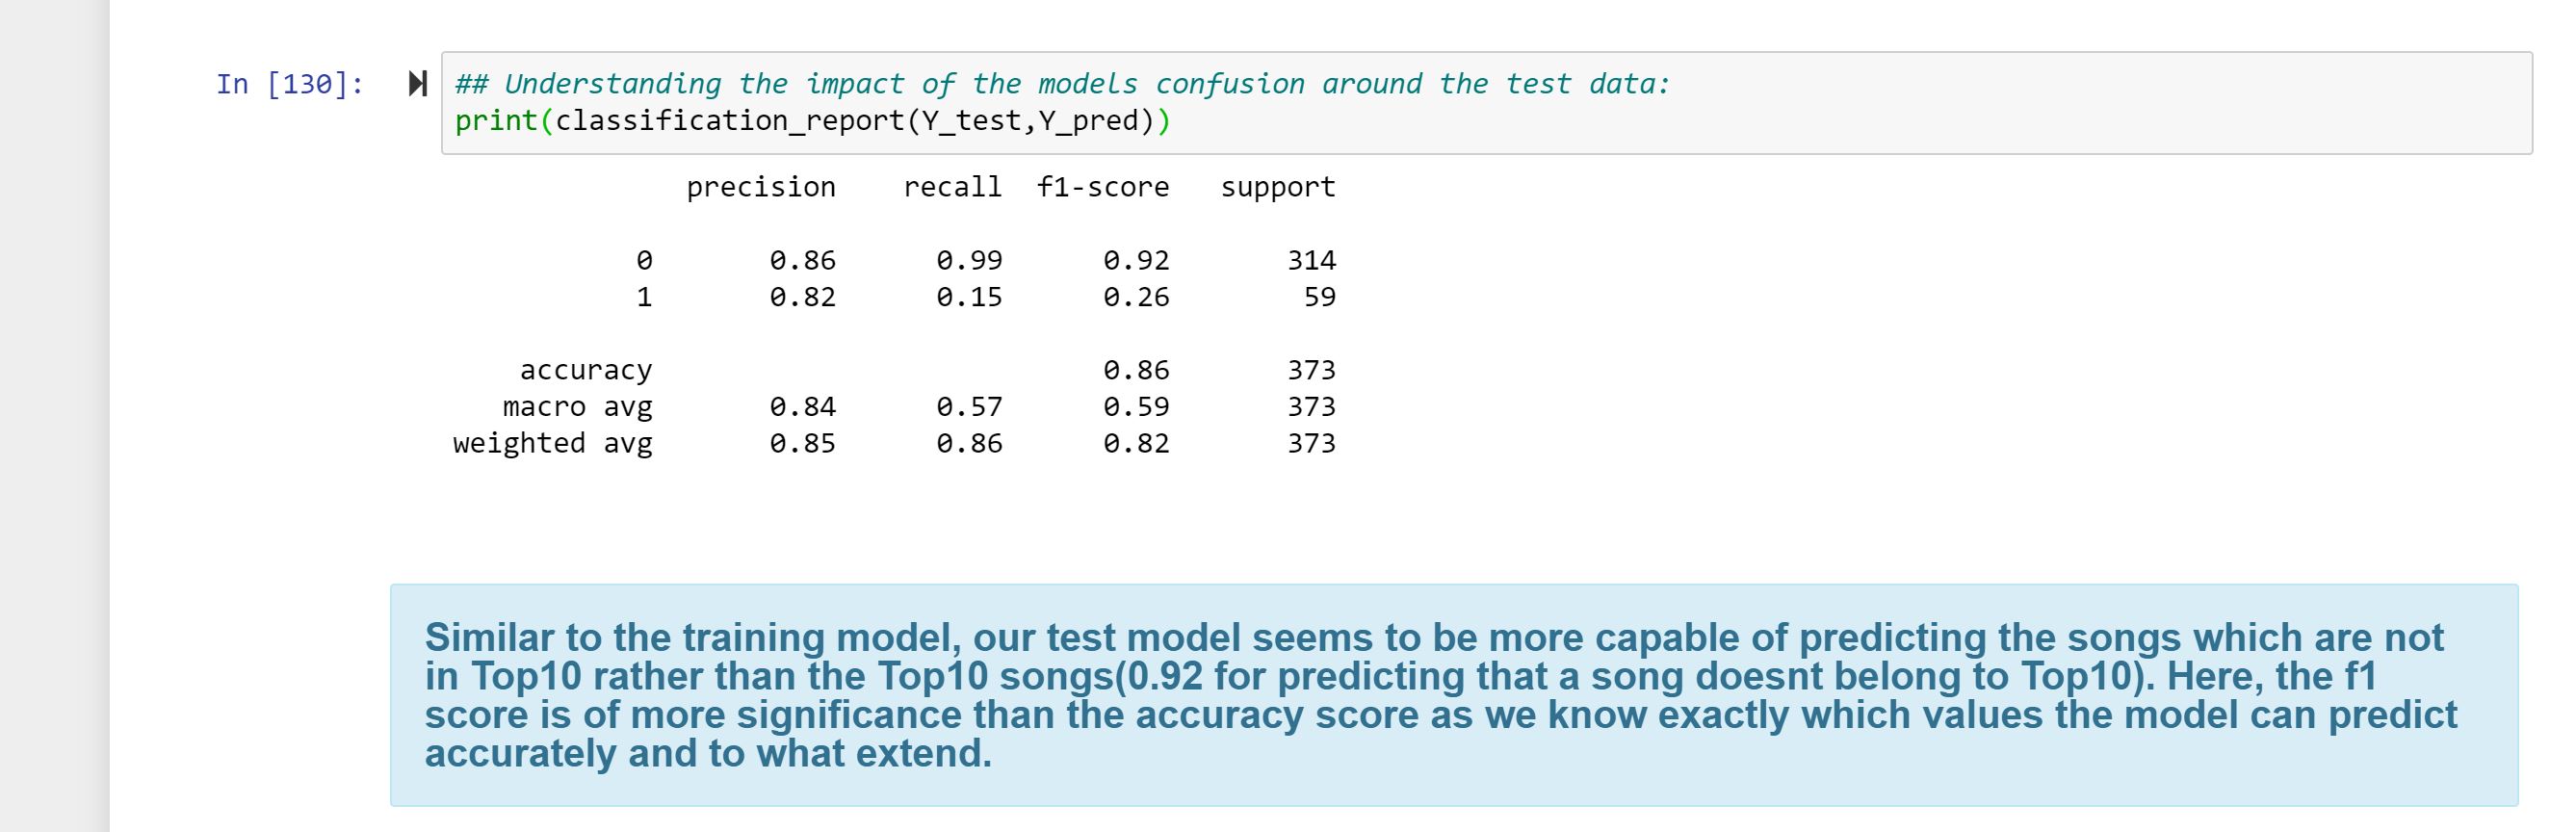 In [130]: ## Understanding the impact of the models confusion around the test data:
print(classification_report(Y_test,Y_pred))
precision recall f1-score support
0 0.86 0.99 0.92 314
1 0.82 0.15 0.26 59
accuracy 0.86 373
macro avg 0.84 0.57 0.59 373
weighted avg 0.85 0.86 0.82 373
Similar to the training model, our test model seems to be more capable of predicting the songs which are not
in Top10 rather than the Top10 songs(0.92 for predicting that a song doesnt belong to Top10). Here, the f1
score is of more significance than the accuracy score as we know exactly which values the model can predict
accurately and to what extend.